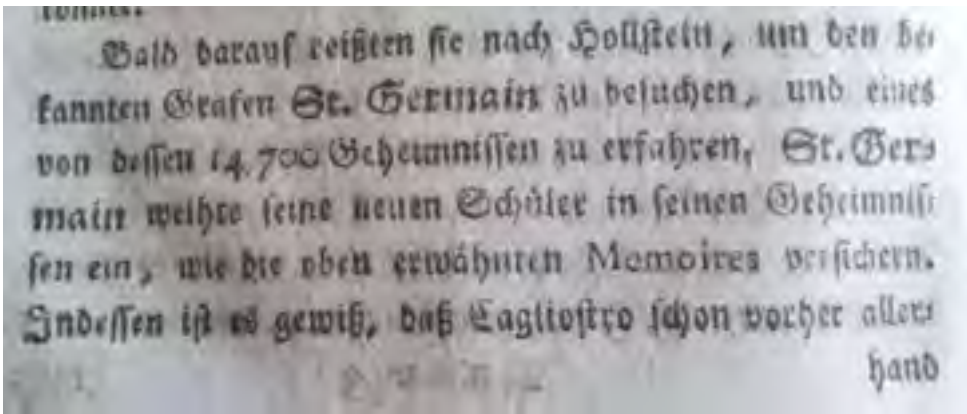 Bald darauf reißten ſie nach Hollſtein, um den be⸗
kannten Grafen St. Germain zu beſuchen, und eines
von deſſen 14,700 Geheimniſſen zu erfahren, St. Ger⸗
main weihte ſeine neuen Schüler in ſeinen Geheimniſ⸗
ſen ein, wie die oben erwähnten Memoires verſichern.
Indeſſen iſt es gewiß, daß Caglioſtro ſchon vorher aller⸗
hand